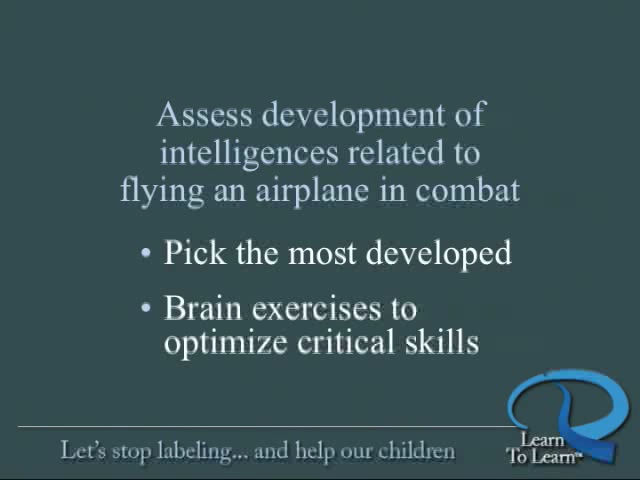 Assess development of
intelligences related to
flying an airplane in combat
• Pick the most developed
• Brain exercises to
optimize critical skills
Let's stop labeling... and help our children
Learn
To Learn™